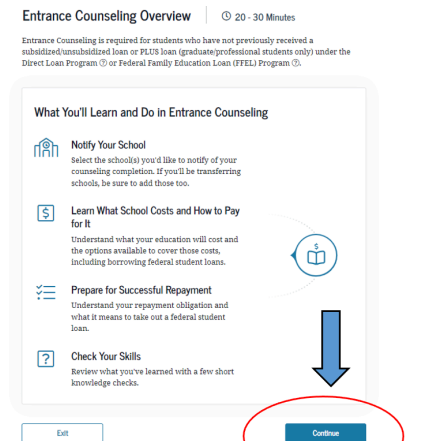 Entrance Counseling Overview 20 - 30 Minutes
Entrance Counseling is required for students who have not previously received a
subsidized/unsubsidized loan or PLUS loan (graduate/professional students only) under the
Direct Loan Program ? or Federal Family Education Loan (FFEL) Program ?.
What You'll Learn and Do in Entrance Counseling
Notify Your School
Select the school(s) you'd like to notify of your
counseling completion. If you'll be transferring
schools, be sure to add those too.
Learn What School Costs and How to Pay
for It
Understand what your education will cost and
the options available to cover those costs,
including borrowing federal student loans.
Prepare for Successful Repayment
Understand your repayment obligation and
what it means to take out a federal student
loan.
Check Your Skills
Review what you've learned with a few short
knowledge checks.
Exit
Continue